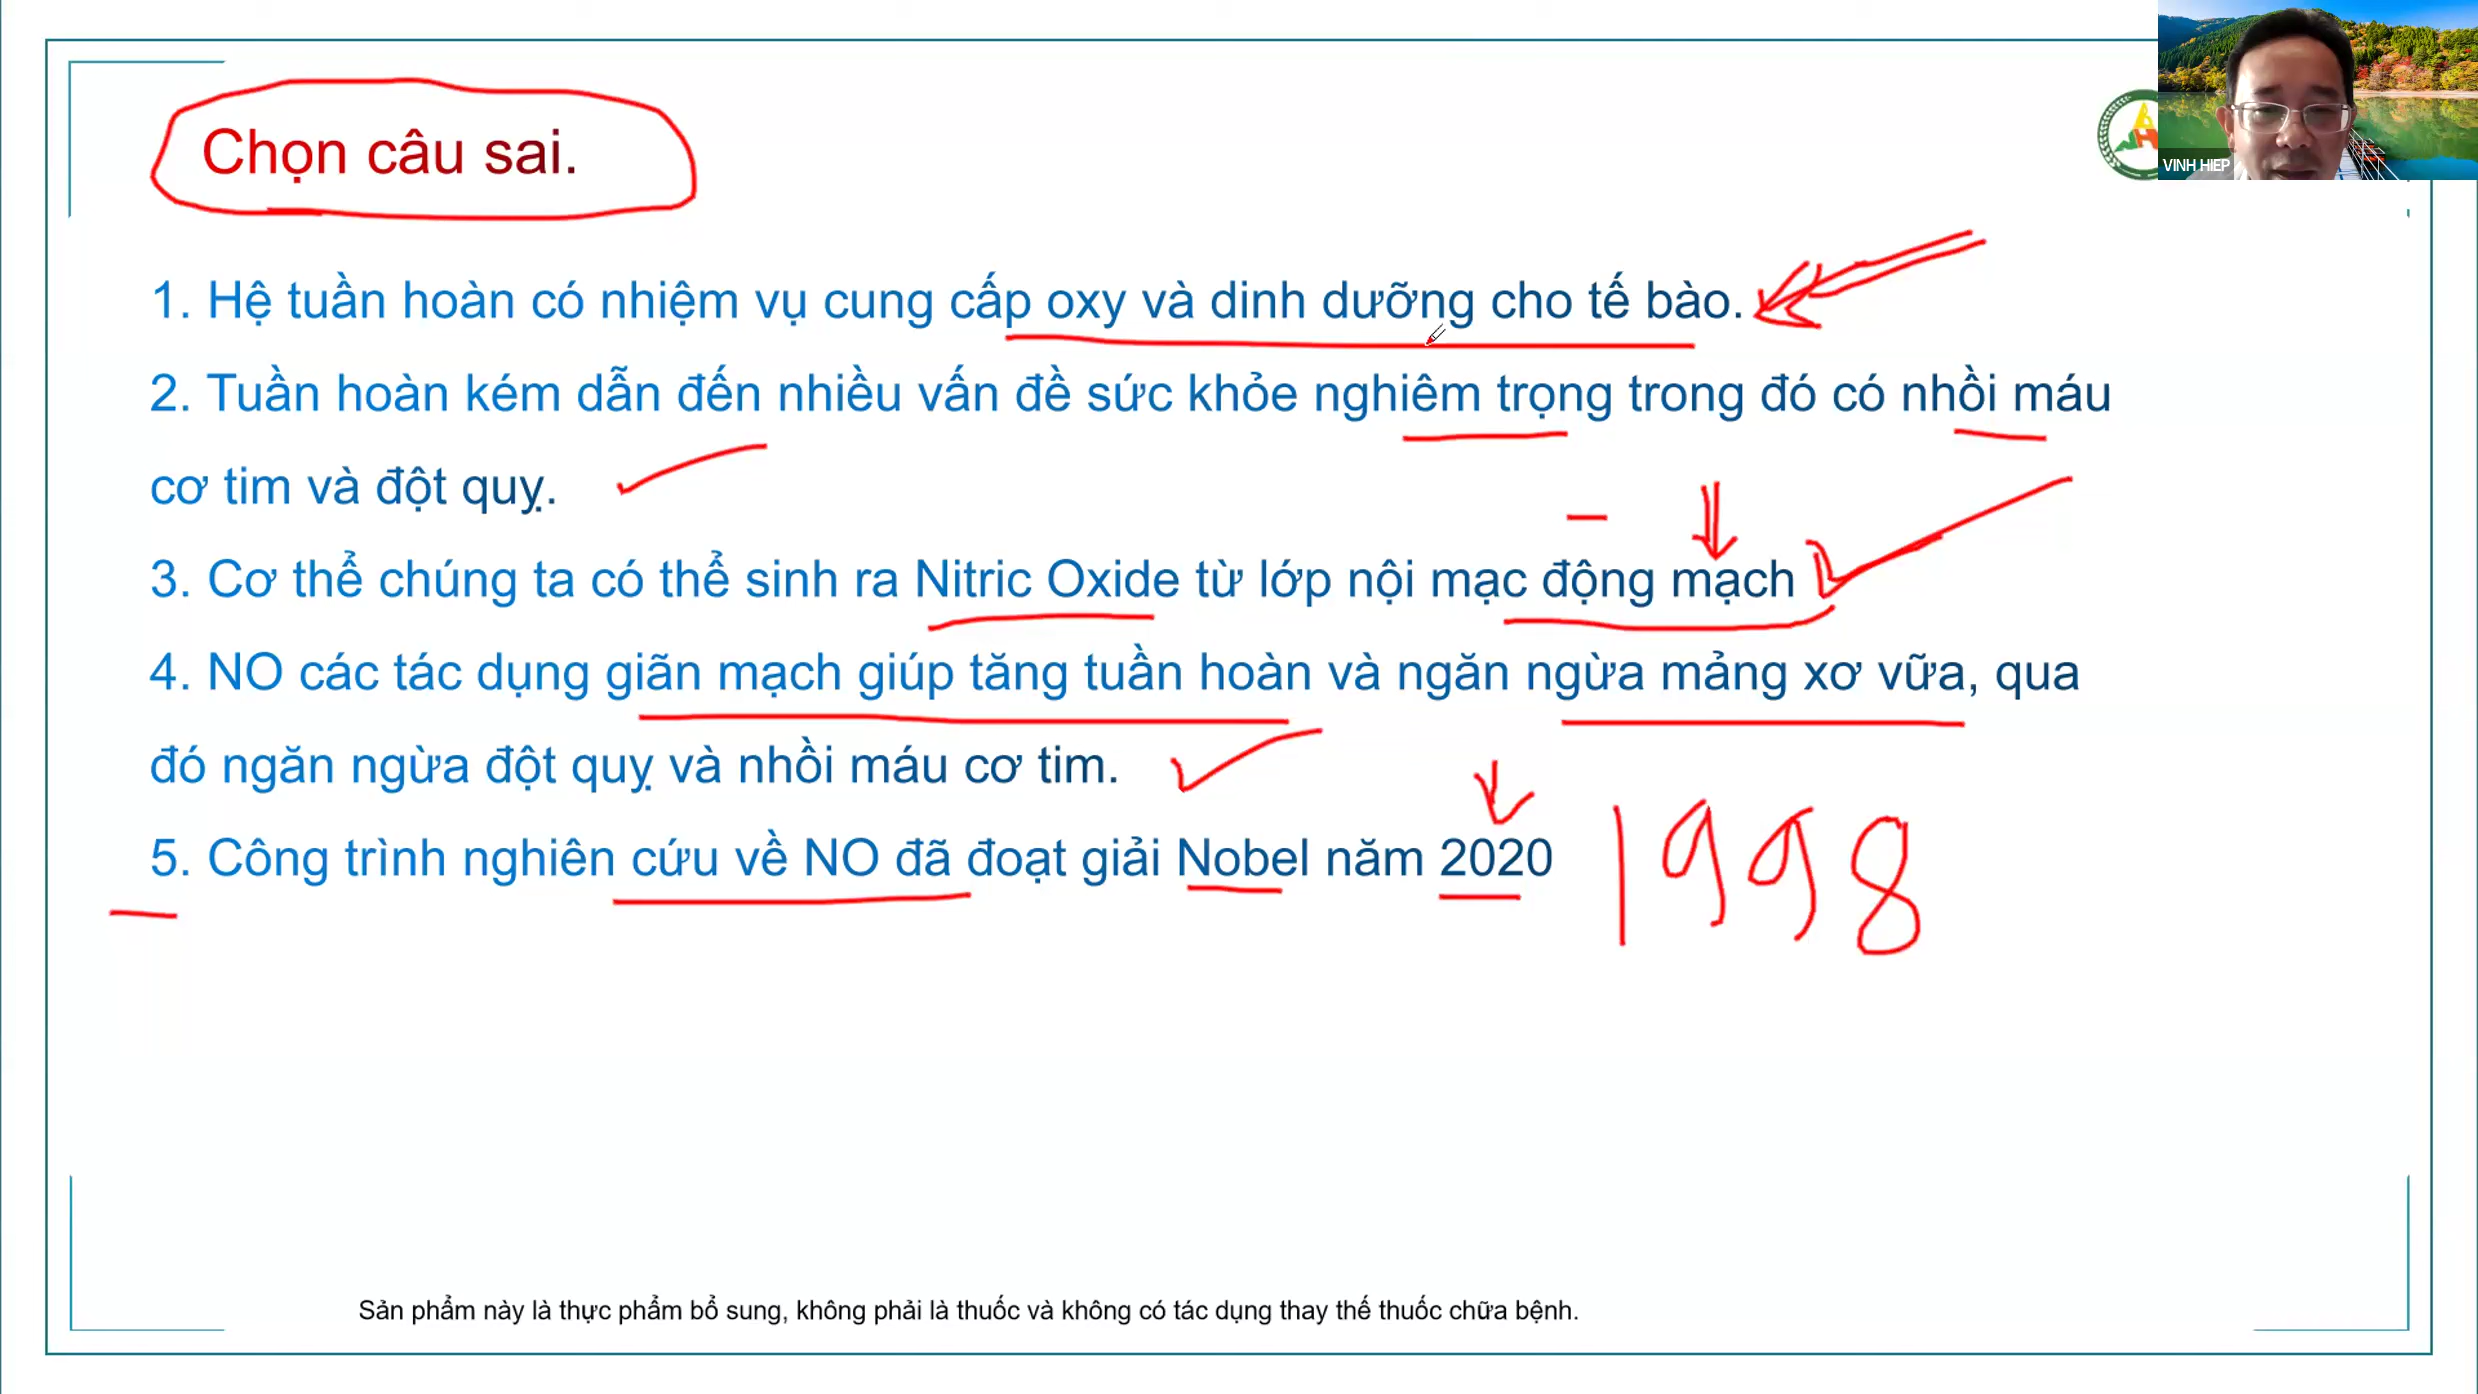 Chọn câu sai.
VINH HIEP
1. Hệ tuần hoàn có nhiệm vụ cung cấp oxy và dinh dưỡng cho tế bào.
2. Tuần hoàn kém dẫn đến nhiều vấn đề sức khỏe nghiêm trọng trong đó có nhồi máu
cơ tim và đột quỵ.
3. Cơ thể chúng ta có thể sinh ra Nitric Oxide từ lớp nội mạc động mạch
4. NO các tác dụng giãn mạch giúp tăng tuần hoàn và ngăn ngừa mảng xơ vữa, qua
đó ngăn ngừa đột quỵ và nhồi máu cơ tim.
5. Công trình nghiên cứu về NO đã đoạt giải Nobel năm 2020 1998
Sản phẩm này là thực phẩm bổ sung, không phải là thuốc và không có tác dụng thay thế thuốc chữa bệnh.